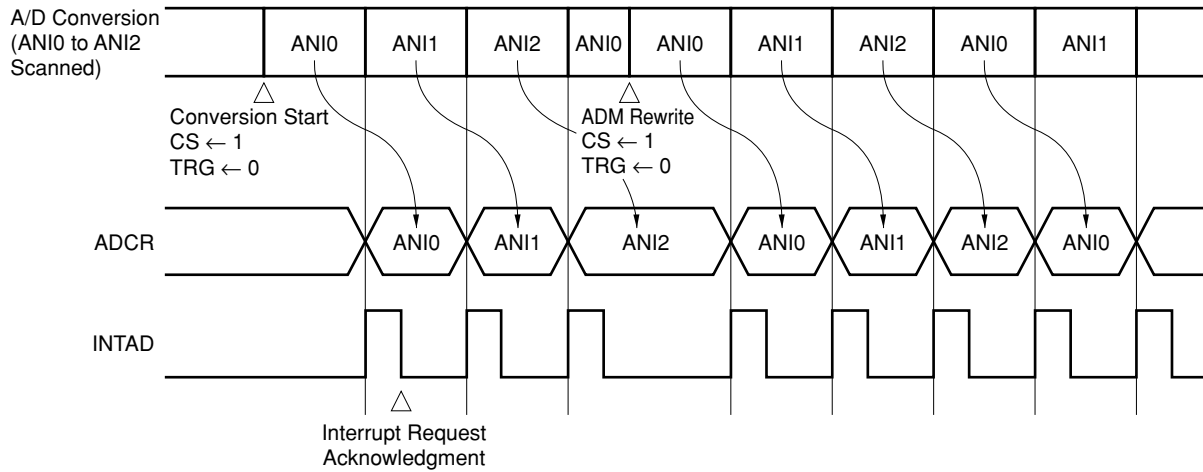 A/D Conversion
(ANI0 to ANI2
Scanned)
ANI0 ANI1 ANI2 ANI0 ANI0 ANI1 ANI2 ANI0 ANI1
Conversion Start
CS ← 1
TRG ← 0
ADM Rewrite
CS ← 1
TRG ← 0
ADCR
ANI0 ANI1 ANI2 ANI0 ANI1 ANI2 ANI0
INTAD
Interrupt Request
Acknowledgment